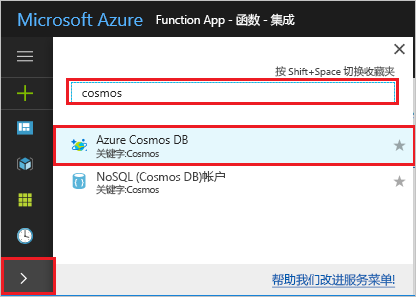 Microsoft Azure Function App - 函数 - 集成
按 Shift+Space 切换收藏夹
cosmos
Azure Cosmos DB
关键字:Cosmos
NoSQL (Cosmos DB)帐户
关键字:Cosmos
帮助我们改进服务菜单!